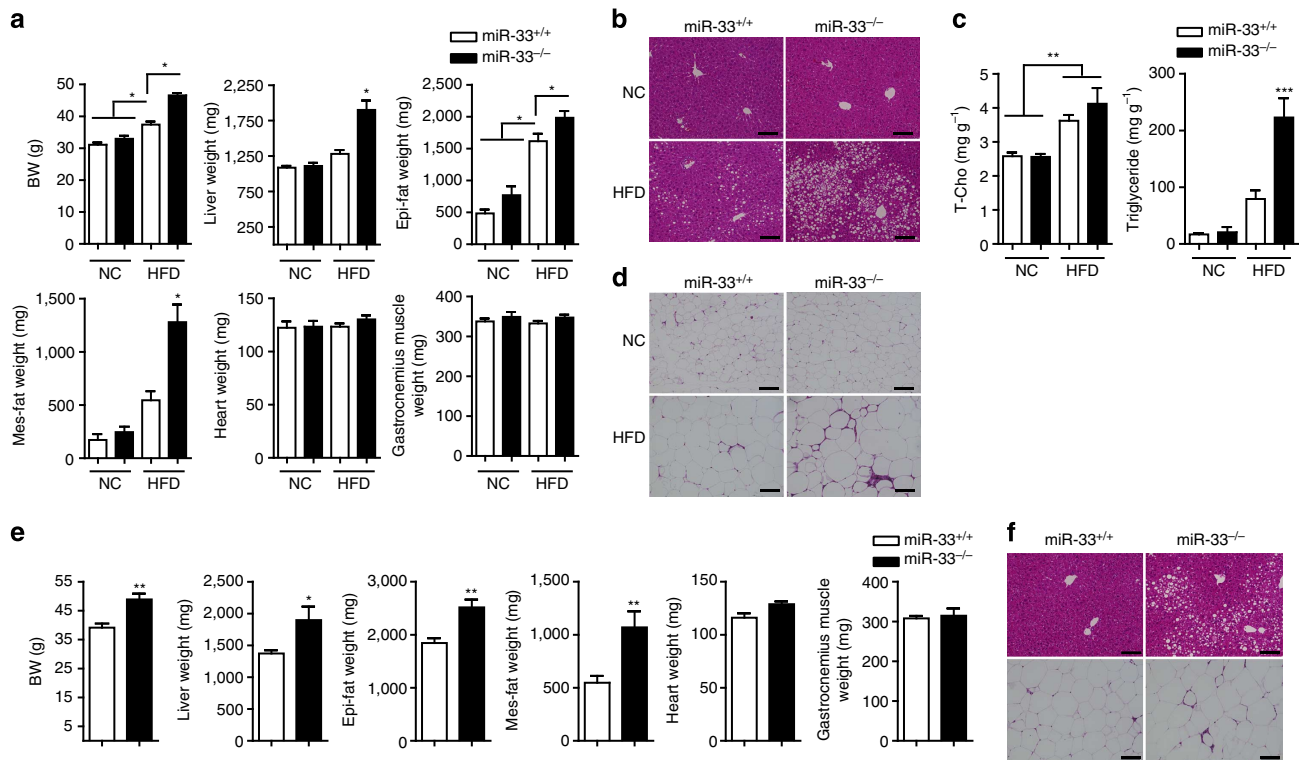 a
miR-33+/+
miR-33−/−
BW (g)
60
50
40
30
20
10
0
*
*
NC
HFD
Liver weight (mg)
2,250
1,750
1,250
750
250
*
NC
HFD
Epi-fat weight (mg)
2,500
2,000
1,500
1,000
500
0
*
*
NC
HFD
Mes-fat weight (mg)
1,500
1,000
500
0
*
NC
HFD
Heart weight (mg)
150
100
50
0
NC
HFD
Gastrocnemius muscle
weight (mg)
400
300
200
100
0
NC
HFD
b
miR-33+/+
miR-33−/−
NC
HFD
c
miR-33+/+
miR-33−/−
T-Cho (mg g−1)
6
5
4
3
2
1
0
**
NC
HFD
Triglyceride (mg g−1)
300
200
100
0
***
NC
HFD
d
miR-33+/+
miR-33−/−
NC
HFD
e
miR-33+/+
miR-33−/−
BW (g)
55
45
35
25
15
5
**
Liver weight (mg)
2,500
2,000
1,500
1,000
500
0
*
Epi-fat weight (mg)
3,000
2,000
1,000
0
**
Mes-fat weight (mg)
1,500
1,000
500
0
**
Heart weight (mg)
150
100
50
0
Gastrocnemius muscle
weight (mg)
400
300
200
100
0
f
miR-33+/+
miR-33−/−